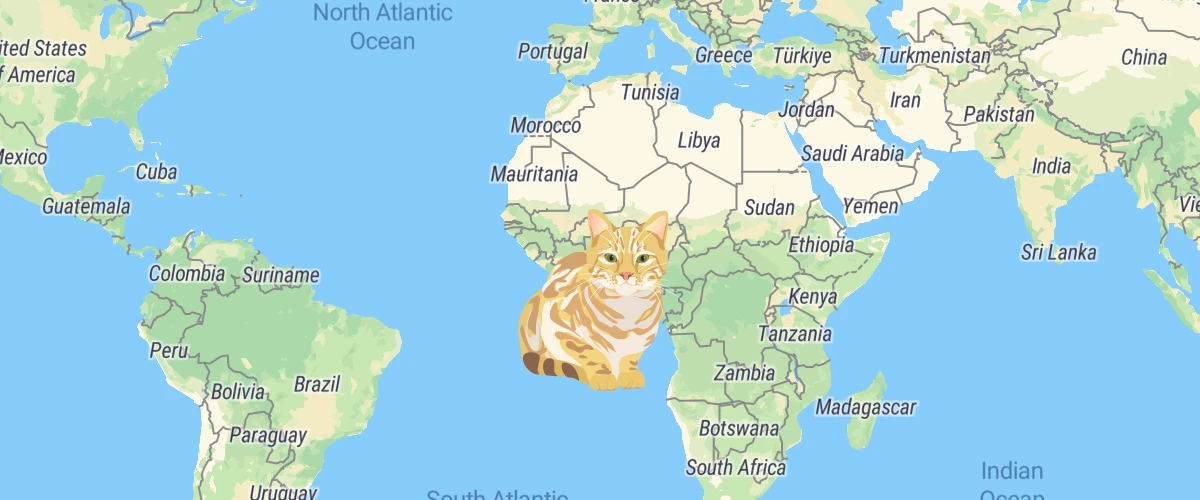 North Atlantic
Ocean
ited States
f America
Mexico
Cuba
Guatemala
Colombia
Suriname
Peru
Bolivia
Brazil
Paraguay
Uruguay
South Atlantic
France
Portugal
Greece
Türkiye
Turkmenistan
China
Tunisia
Morocco
Libya
Jordan
Iran
Pakistan
Mauritania
Saudi Arabia
India
Sudan
Yemen
Vie
Ethiopia
Sri Lanka
Kenya
Tanzania
Zambia
Madagascar
Botswana
South Africa
Indian
Ocean